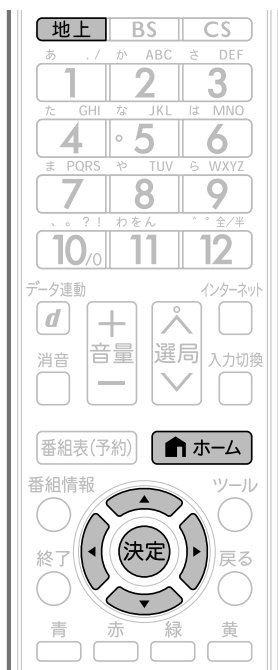 地上 BS CS
あ ./ か ABC さ DEF
1 2 3
た GHI な JKL は MNO
4 5 6
ま PQRS や TUV ら WXYZ
7 8 9
、。?! わをん ゛゜全/半
10/0 11 12
データ連動 インターネット
d + ヘ
消音 音量 選局 入力切換
番組表(予約) ホーム
番組情報 ツール
終了 決定 戻る
青 赤 緑 黄